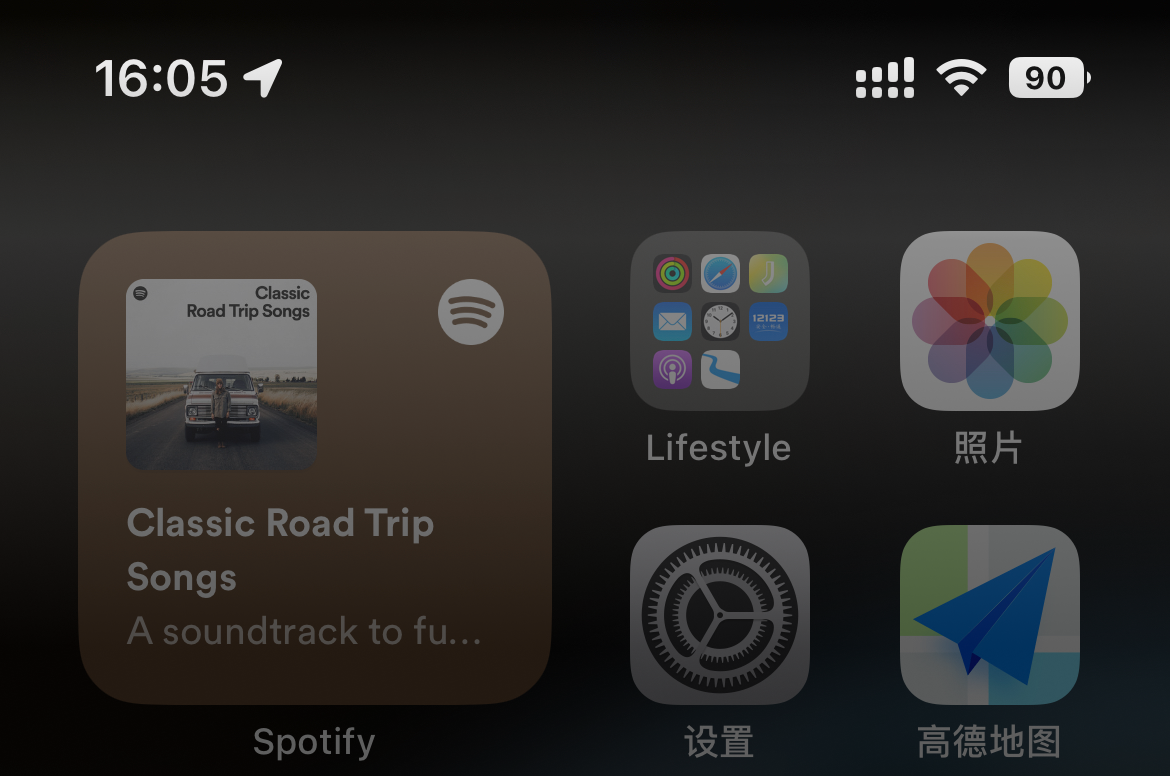 16:05
90
Classic
Road Trip Songs
Classic Road Trip
Songs
A soundtrack to fu...
Spotify
12123
Lifestyle
照片
设置
高德地图